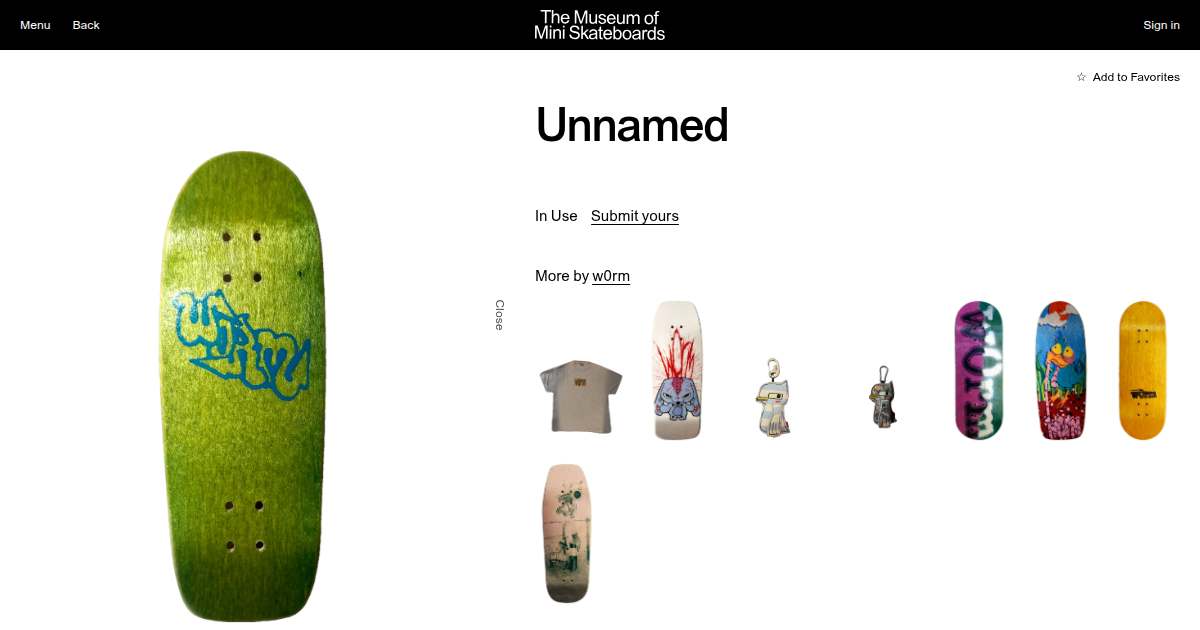 Menu
Back
The Museum of
Mini Skateboards
Sign in
☆ Add to Favorites
Unnamed
In Use Submit yours
More by w0rm
Close